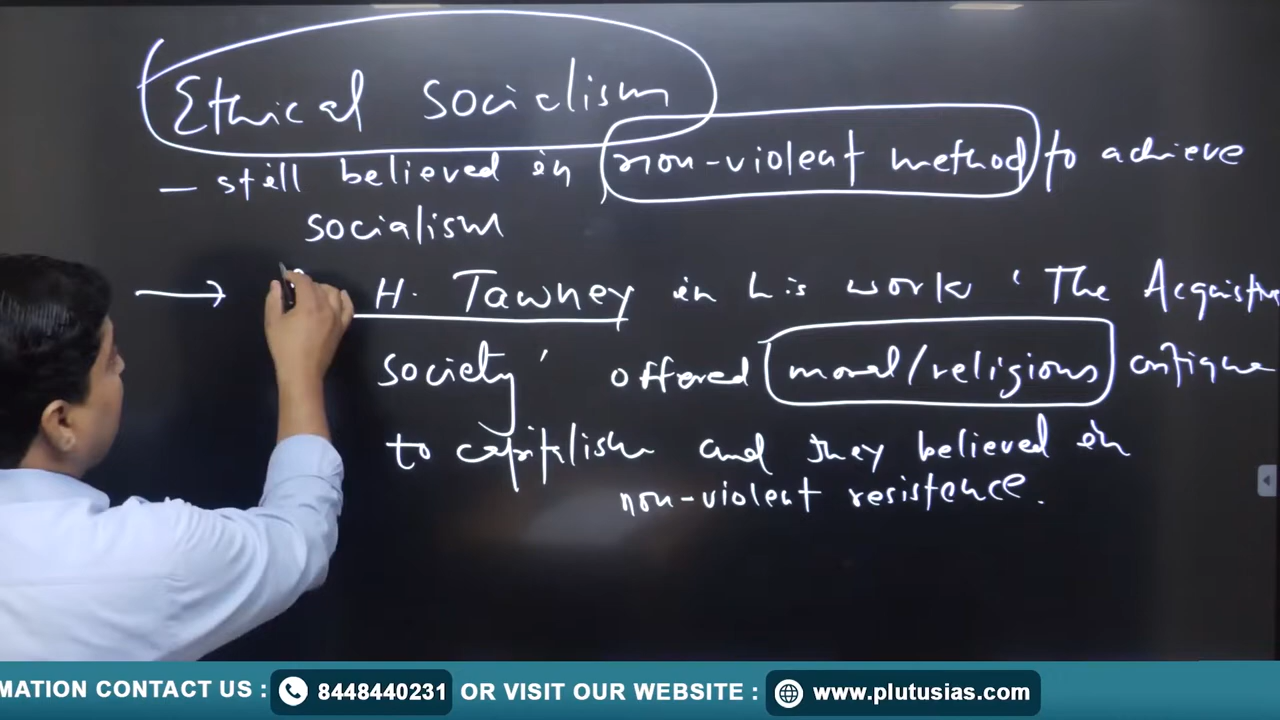 Ethical Socialism
- still believed in non-violent method to achieve
socialism
→ H. Tawney in his work 'The Acquisitive
society' offered moral/religious critique
to capitalism and they believed in
non-violent resistence.
MATION CONTACT US : 8448440231 OR VISIT OUR WEBSITE : www.plutusias.com